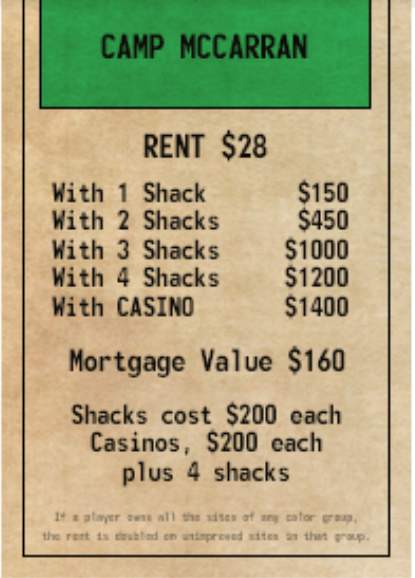 CAMP MCCARRAN
RENT $28
With 1 Shack $150
With 2 Shacks $450
With 3 Shacks $1000
With 4 Shacks $1200
With CASINO $1400
Mortgage Value $160
Shacks cost $200 each
Casinos, $200 each
plus 4 shacks
If a player owns all the sites of any color group,
the rent is doubled on unimproved sites in that group.